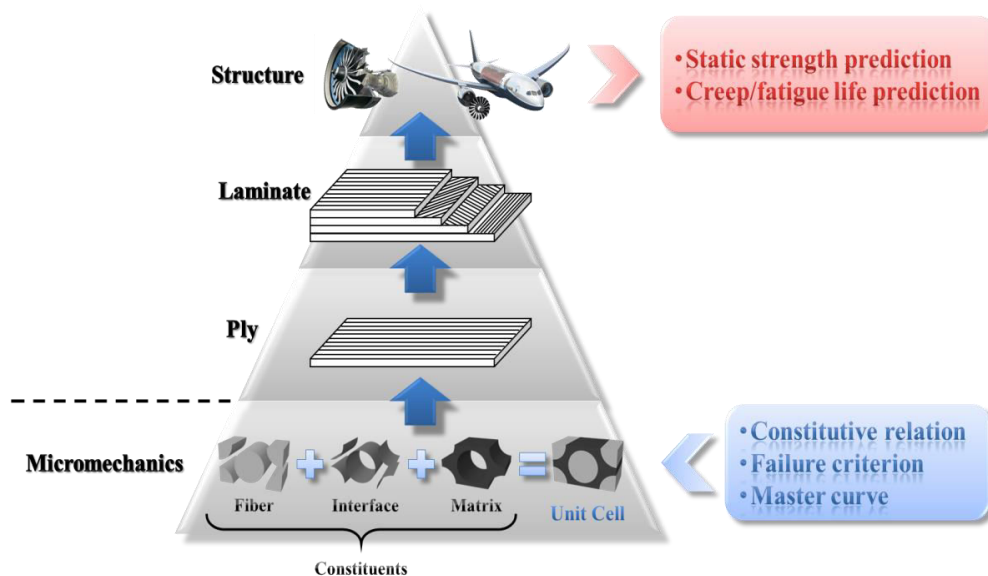 Structure
•Static strength prediction
•Creep/fatigue life prediction
Laminate
Ply
Micromechanics
•Constitutive relation
•Failure criterion
•Master curve
Fiber
Interface
Matrix
Unit Cell
Constituents